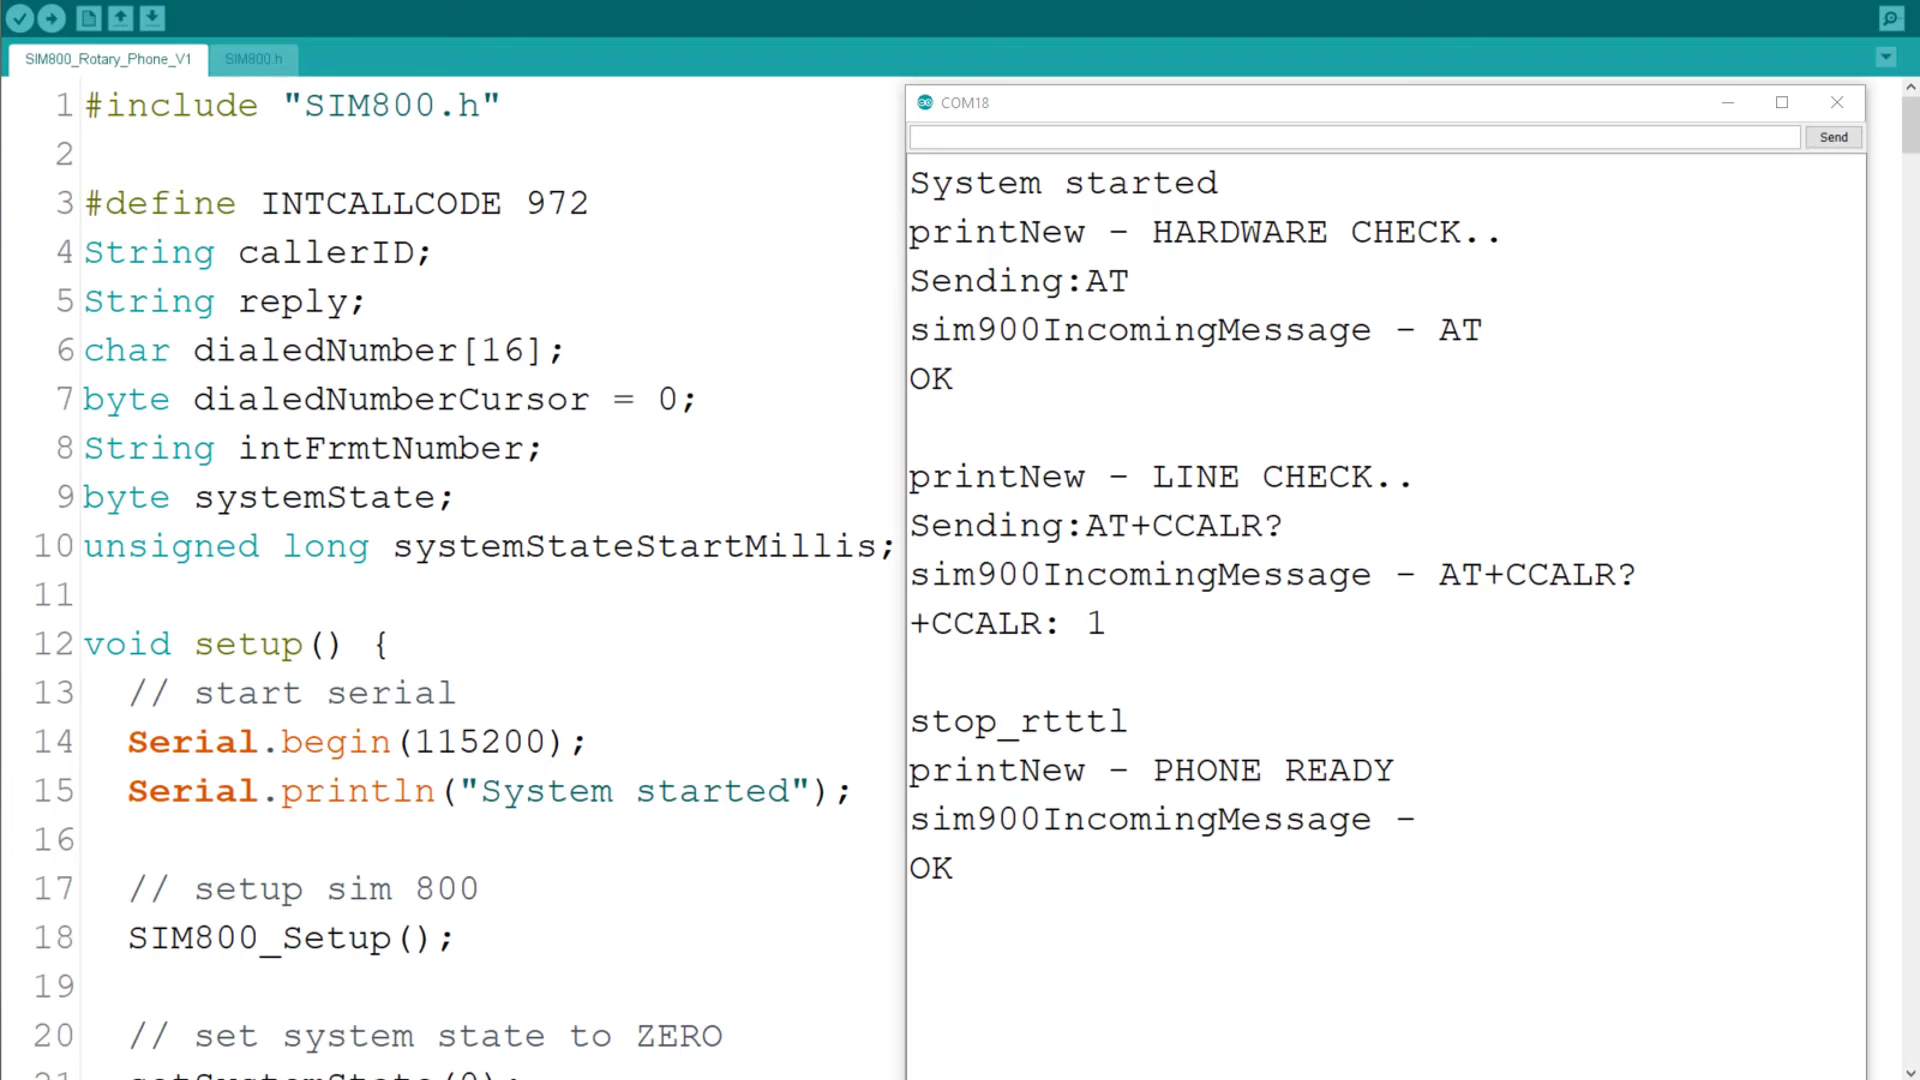 SIM800_Rotary_Phone_V1 SIM800.h
1 #include "SIM800.h"
2
3 #define INTCALLCODE 972
4 String callerID;
5 String reply;
6 char dialedNumber[16];
7 byte dialedNumberCursor = 0;
8 String intFrmtNumber;
9 byte systemState;
10 unsigned long systemStateStartMillis;
11
12 void setup() {
13 // start serial
14 Serial.begin(115200);
15 Serial.println("System started");
16
17 // setup sim 800
18 SIM800_Setup();
19
20 // set system state to ZERO
COM18
Send
System started
printNew - HARDWARE CHECK..
Sending:AT
sim900IncomingMessage - AT
OK
printNew - LINE CHECK..
Sending:AT+CCALR?
sim900IncomingMessage - AT+CCALR?
+CCALR: 1
stop_rtttl
printNew - PHONE READY
sim900IncomingMessage -
OK